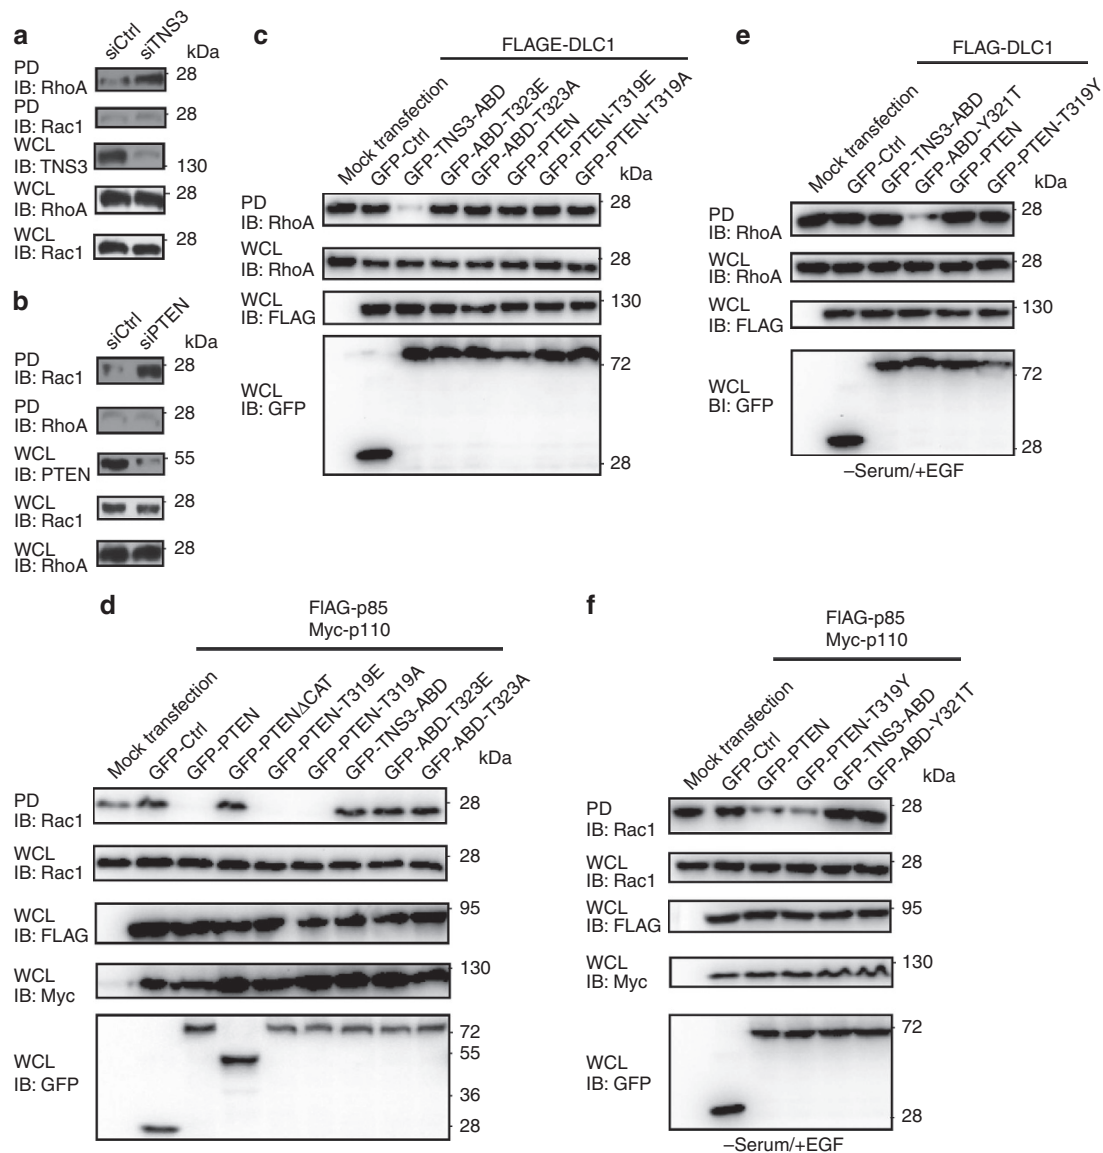 a
siCtrl
siTNS3
kDa
PD
IB: RhoA
28
PD
IB: Rac1
28
WCL
IB: TNS3
130
WCL
IB: RhoA
28
WCL
IB: Rac1
28
b
siCtrl
siPTEN
kDa
PD
IB: Rac1
28
PD
IB: RhoA
28
WCL
IB: PTEN
55
WCL
IB: Rac1
28
WCL
IB: RhoA
28
c
FLAGE-DLC1
Mock transfection
GFP-Ctrl
GFP-TNS3-ABD
GFP-ABD-T323E
GFP-ABD-T323A
GFP-PTEN
GFP-PTEN-T319E
GFP-PTEN-T319A
kDa
PD
IB: RhoA
28
WCL
IB: RhoA
28
WCL
IB: FLAG
130
WCL
IB: GFP
72
28
e
FLAG-DLC1
Mock transfection
GFP-Ctrl
GFP-TNS3-ABD
GFP-ABD-Y321T
GFP-PTEN
GFP-PTEN-T319Y
kDa
PD
IB: RhoA
28
WCL
IB: RhoA
28
WCL
IB: FLAG
130
WCL
BI: GFP
72
28
–Serum/+EGF
d
FlAG-p85
Myc-p110
Mock transfection
GFP-Ctrl
GFP-PTEN
GFP-PTENΔCAT
GFP-PTEN-T319E
GFP-PTEN-T319A
GFP-TNS3-ABD
GFP-ABD-T323E
GFP-ABD-T323A
kDa
PD
IB: Rac1
28
WCL
IB: Rac1
28
WCL
IB: FLAG
95
WCL
IB: Myc
130
WCL
IB: GFP
72
55
36
28
f
FlAG-p85
Myc-p110
Mock transfection
GFP-Ctrl
GFP-PTEN
GFP-PTEN-T319Y
GFP-TNS3-ABD
GFP-ABD-Y321T
kDa
PD
IB: Rac1
28
WCL
IB: Rac1
28
WCL
IB: FLAG
95
WCL
IB: Myc
130
WCL
IB: GFP
72
28
–Serum/+EGF